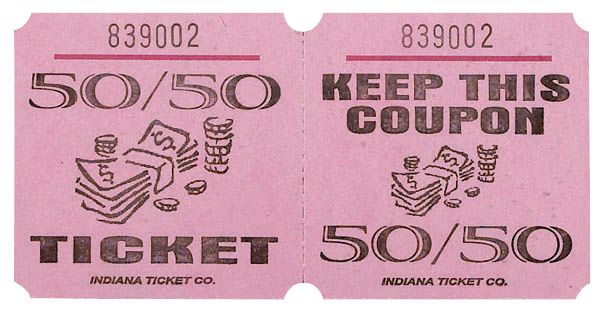 839002
50/50
TICKET
INDIANA TICKET CO.
839002
KEEP THIS
COUPON
50/50
INDIANA TICKET CO.